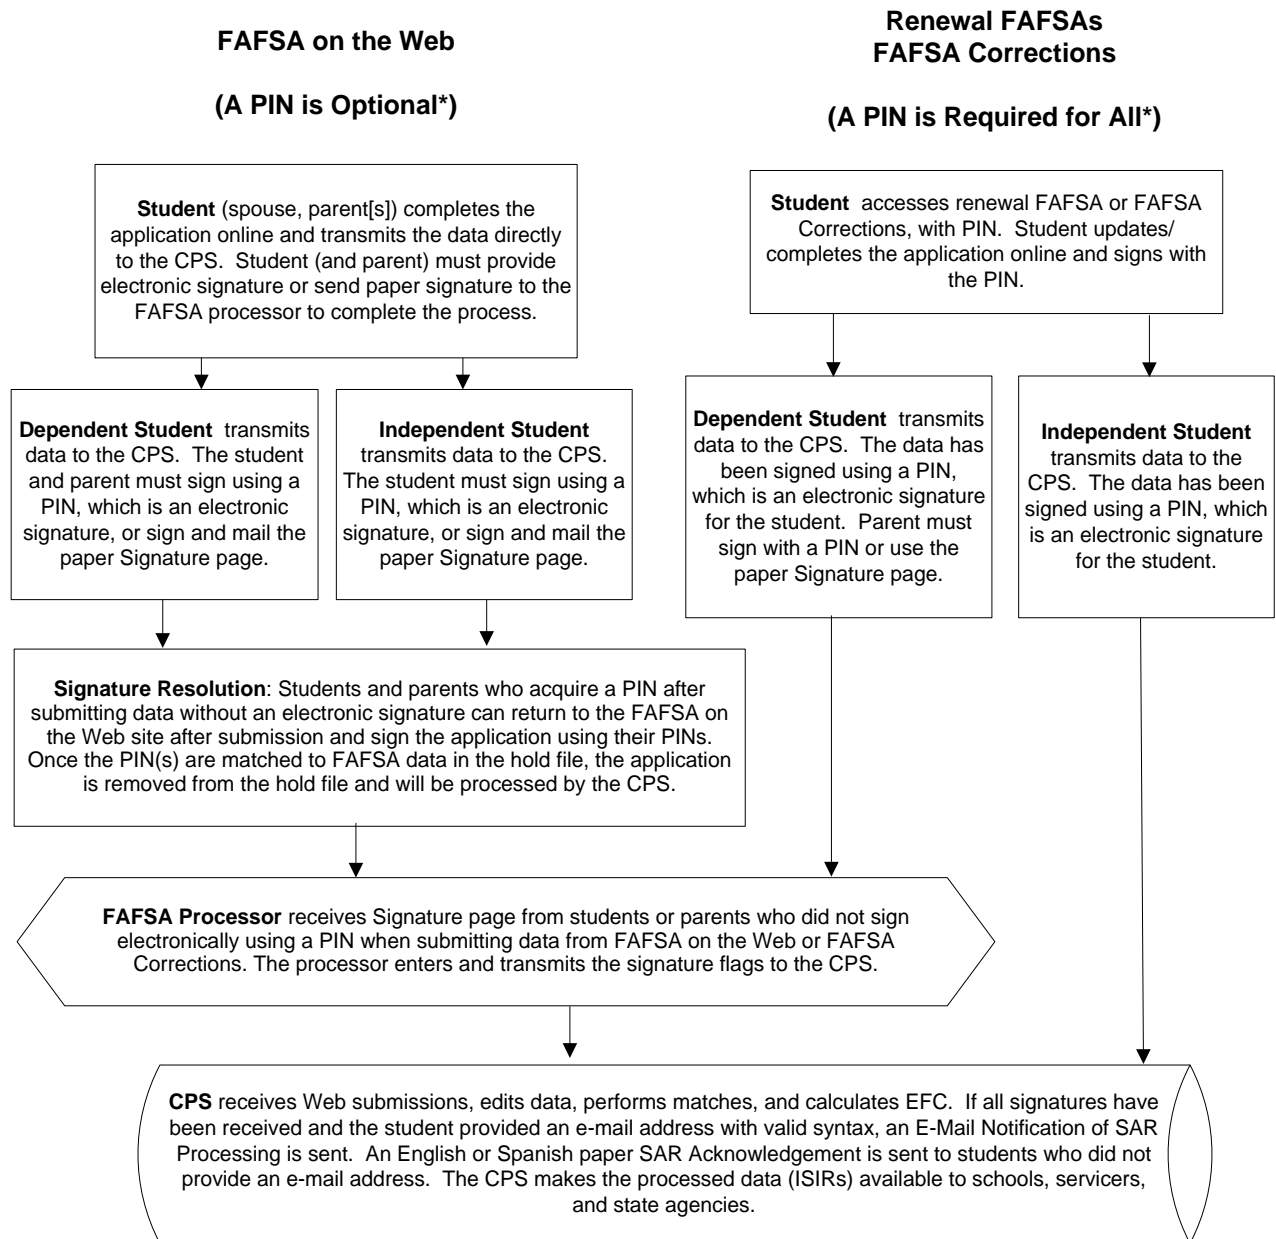 FAFSA on the Web
(A PIN is Optional*)
Renewal FAFSAs
FAFSA Corrections
(A PIN is Required for All*)
Student (spouse, parent[s]) completes the
application online and transmits the data directly
to the CPS. Student (and parent) must provide
electronic signature or send paper signature to the
FAFSA processor to complete the process.
Student accesses renewal FAFSA or FAFSA
Corrections, with PIN. Student updates/
completes the application online and signs with
the PIN.
Dependent Student transmits
data to the CPS. The student
and parent must sign using a
PIN, which is an electronic
signature, or sign and mail the
paper Signature page.
Independent Student
transmits data to the CPS.
The student must sign using a
PIN, which is an electronic
signature, or sign and mail the
paper Signature page.
Dependent Student transmits
data to the CPS. The data has
been signed using a PIN,
which is an electronic signature
for the student. Parent must
sign with a PIN or use the
paper Signature page.
Independent Student
transmits data to the
CPS. The data has been
signed using a PIN, which
is an electronic signature
for the student.
Signature Resolution: Students and parents who acquire a PIN after
submitting data without an electronic signature can return to the FAFSA on
the Web site after submission and sign the application using their PINs.
Once the PIN(s) are matched to FAFSA data in the hold file, the application
is removed from the hold file and will be processed by the CPS.
FAFSA Processor receives Signature page from students or parents who did not sign
electronically using a PIN when submitting data from FAFSA on the Web or FAFSA
Corrections. The processor enters and transmits the signature flags to the CPS.
CPS receives Web submissions, edits data, performs matches, and calculates EFC. If all signatures have
been received and the student provided an e-mail address with valid syntax, an E-Mail Notification of SAR
Processing is sent. An English or Spanish paper SAR Acknowledgement is sent to students who did not
provide an e-mail address. The CPS makes the processed data (ISIRs) available to schools, servicers,
and state agencies.